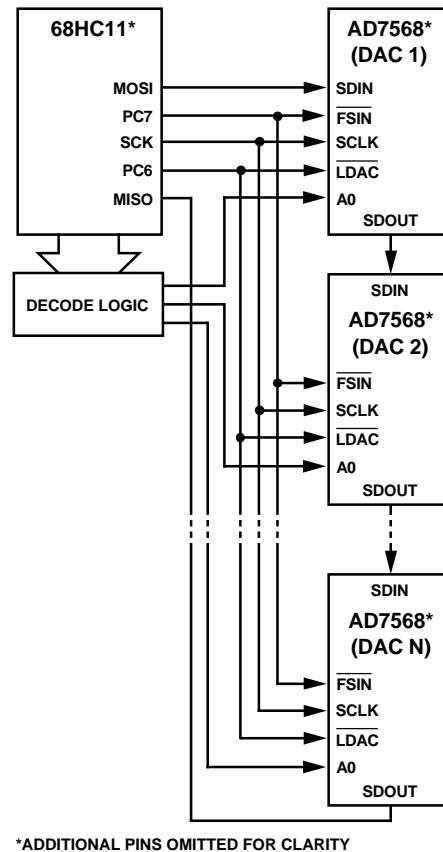 68HC11*
MOSI
PC7
SCK
PC6
MISO
DECODE LOGIC
AD7568*
(DAC 1)
SDIN
FSIN
SCLK
LDAC
A0
SDOUT
SDIN
AD7568*
(DAC 2)
FSIN
SCLK
LDAC
A0
SDOUT
SDIN
AD7568*
(DAC N)
FSIN
SCLK
LDAC
A0
SDOUT
*ADDITIONAL PINS OMITTED FOR CLARITY